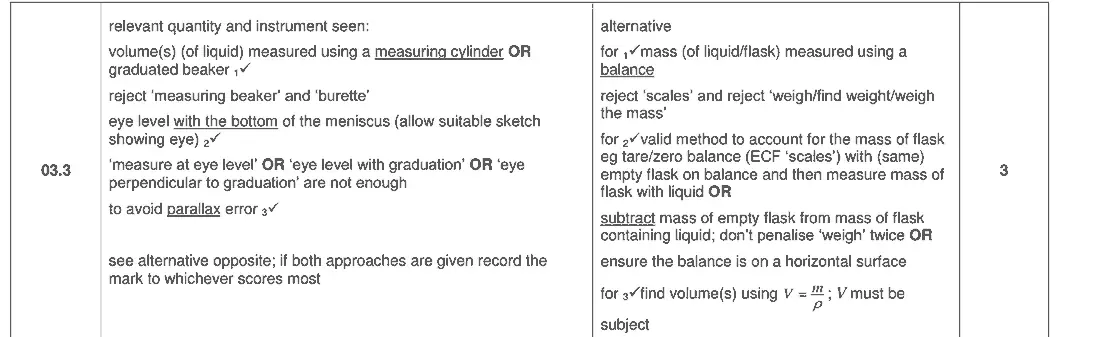 03.3
relevant quantity and instrument seen:
volume(s) (of liquid) measured using a measuring cylinder OR
graduated beaker ₁✓
reject 'measuring beaker' and 'burette'
eye level with the bottom of the meniscus (allow suitable sketch
showing eye) ₂✓
'measure at eye level' OR 'eye level with graduation' OR 'eye
perpendicular to graduation' are not enough
to avoid parallax error ₃✓
see alternative opposite; if both approaches are given record the
mark to whichever scores most
alternative
for ₁✓mass (of liquid/flask) measured using a
balance
reject 'scales' and reject 'weigh/find weight/weigh
the mass'
for ₂✓valid method to account for the mass of flask
eg tare/zero balance (ECF 'scales') with (same)
empty flask on balance and then measure mass of
flask with liquid OR
subtract mass of empty flask from mass of flask
containing liquid; don't penalise 'weigh' twice OR
ensure the balance is on a horizontal surface
for ₃✓find volume(s) using V = m/ρ ; V must be
subject
3